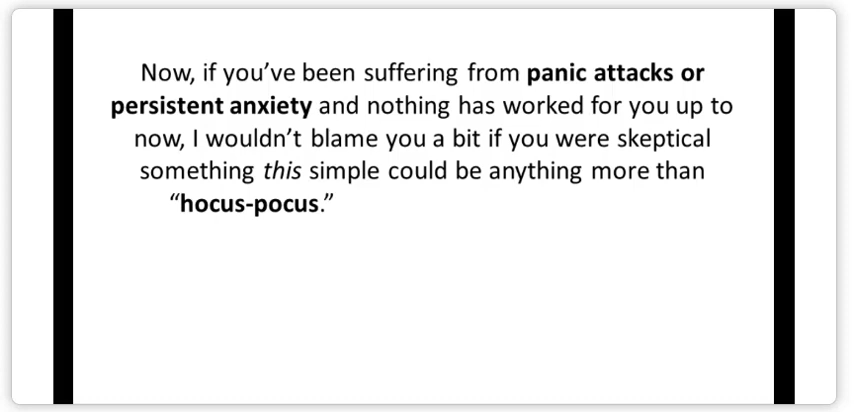 Now, if you’ve been suffering from panic attacks or
persistent anxiety and nothing has worked for you up to
now, I wouldn’t blame you a bit if you were skeptical
something this simple could be anything more than
“hocus-pocus.”